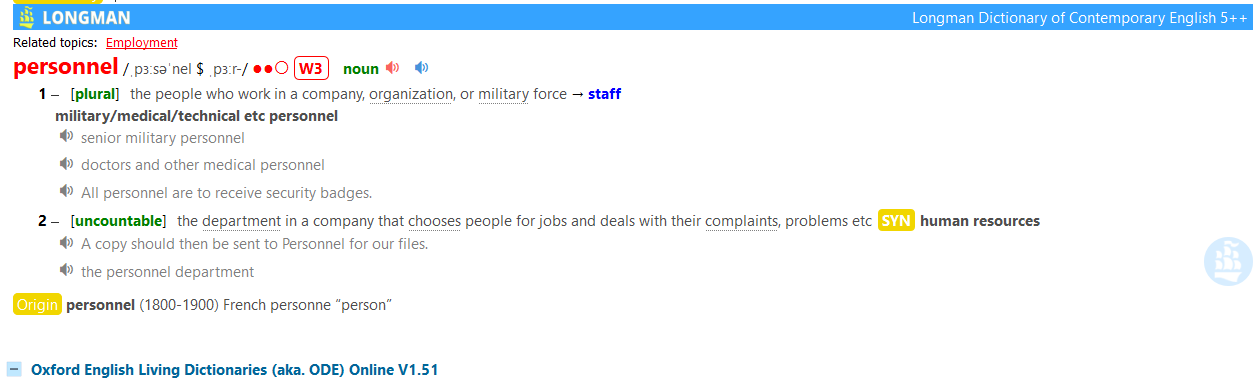 LONGMAN Longman Dictionary of Contemporary English 5++
Related topics: Employment
personnel /ˌpɜːsəˈnel $ ˌpɜːr-/ ●●○ W3 noun
1 – [plural] the people who work in a company, organization, or military force → staff
military/medical/technical etc personnel
senior military personnel
doctors and other medical personnel
All personnel are to receive security badges.
2 – [uncountable] the department in a company that chooses people for jobs and deals with their complaints, problems etc SYN human resources
A copy should then be sent to Personnel for our files.
the personnel department
Origin personnel (1800-1900) French personne “person”
Oxford English Living Dictionaries (aka. ODE) Online V1.51